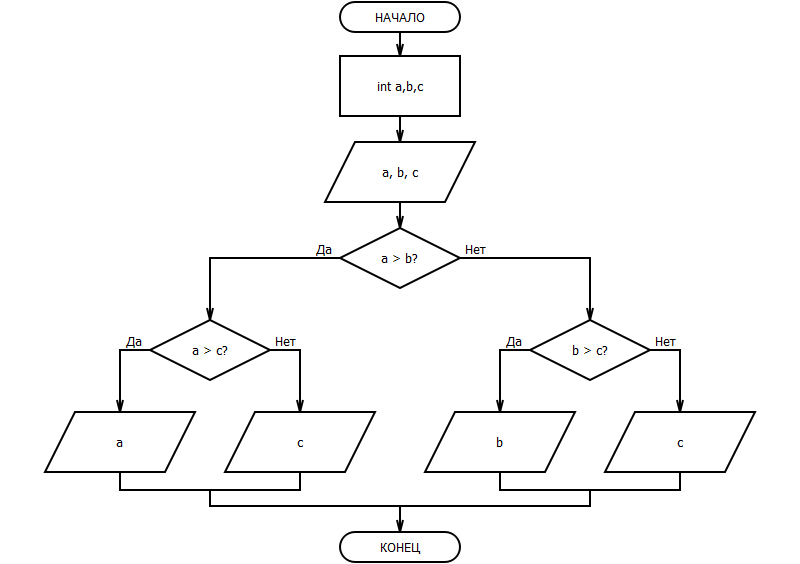 НАЧАЛО
int a,b,c
a, b, c
Да
a > b?
Нет
Да
a > c?
Нет
Да
b > c?
Нет
a
c
b
c
КОНЕЦ